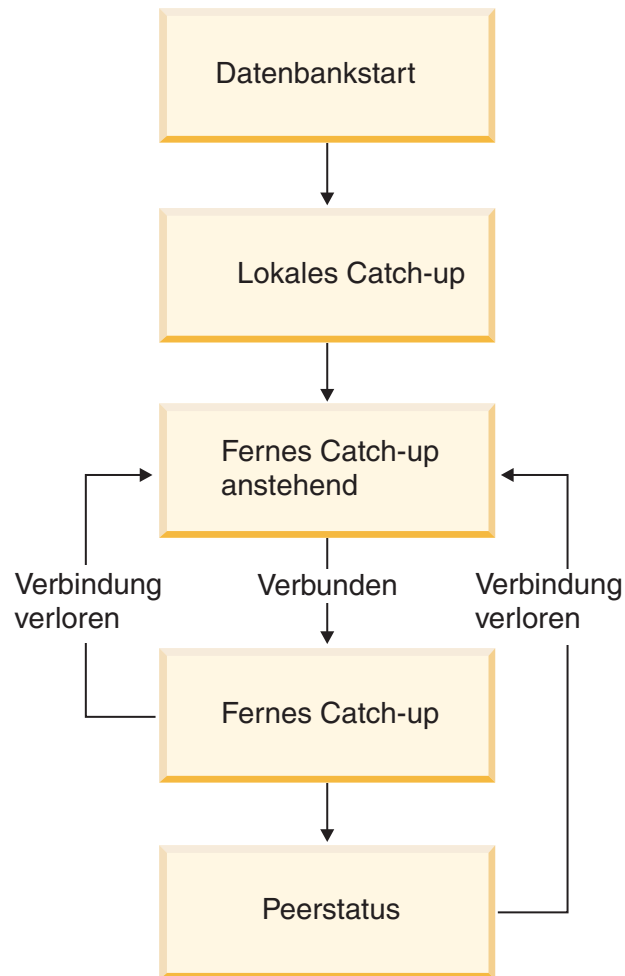 Datenbankstart
Lokales Catch-up
Fernes Catch-up
anstehend
Verbindung
verloren
Verbunden
Verbindung
verloren
Fernes Catch-up
Peerstatus